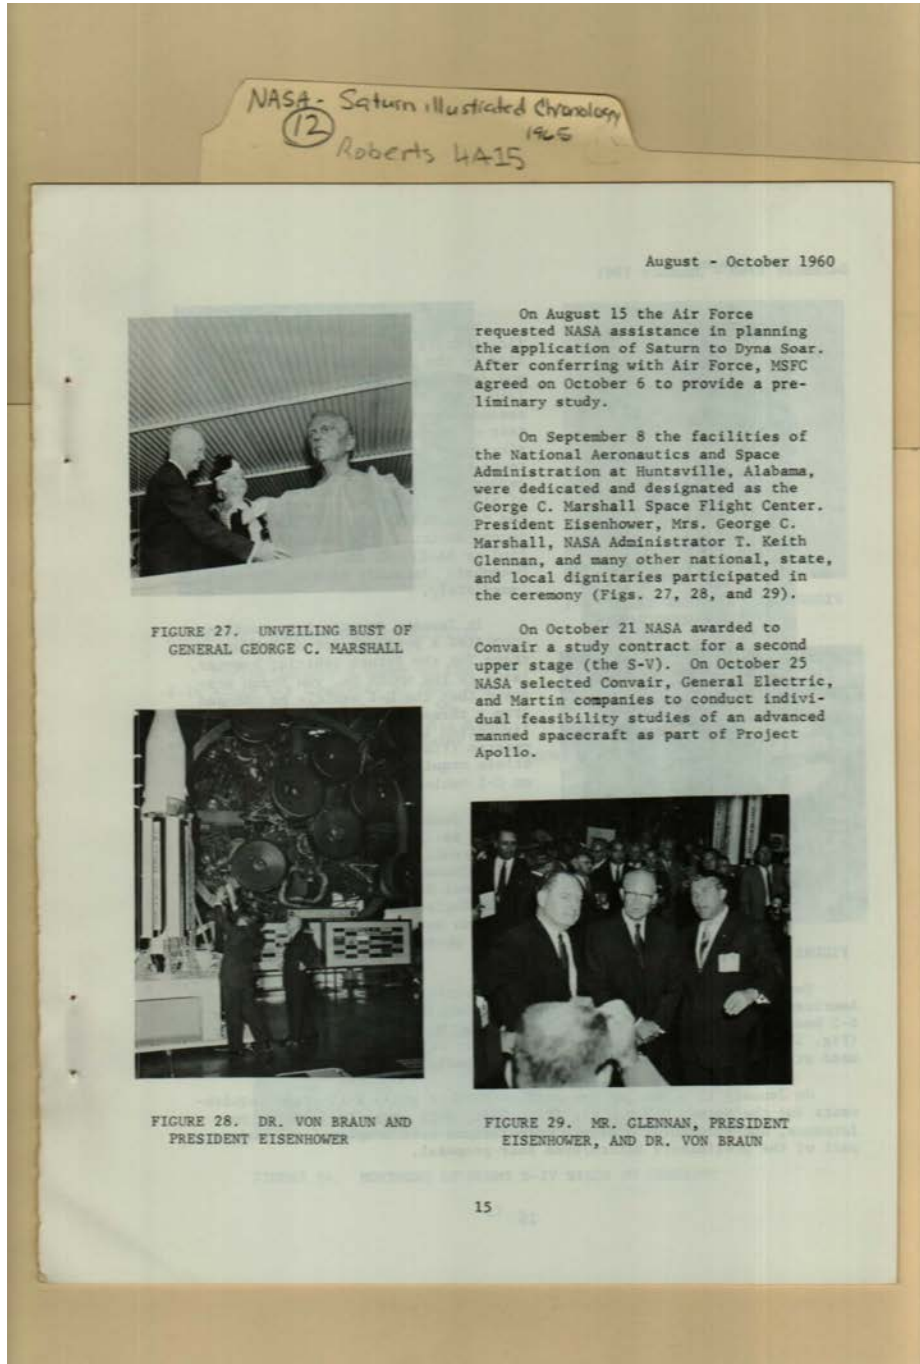 NASA - Saturn illustrated Chronology
12
1965
Roberts 4A15
August - October 1960
On August 15 the Air Force
requested NASA assistance in planning
the application of Saturn to Dyna Soar.
After conferring with Air Force, MSFC
agreed on October 6 to provide a pre-
liminary study.
On September 8 the facilities of
the National Aeronautics and Space
Administration at Huntsville, Alabama,
were dedicated and designated as the
George C. Marshall Space Flight Center.
President Eisenhower, Mrs. George C.
Marshall, NASA Administrator T. Keith
Glennan, and many other national, state,
and local dignitaries participated in
the ceremony (Figs. 27, 28, and 29).
On October 21 NASA awarded to
Convair a study contract for a second
upper stage (the S-V). On October 25
NASA selected Convair, General Electric,
and Martin companies to conduct indivi-
dual feasibility studies of an advanced
manned spacecraft as part of Project
Apollo.
FIGURE 27. UNVEILING BUST OF
GENERAL GEORGE C. MARSHALL
FIGURE 28. DR. VON BRAUN AND
PRESIDENT EISENHOWER
FIGURE 29. MR. GLENNAN, PRESIDENT
EISENHOWER, AND DR. VON BRAUN
15